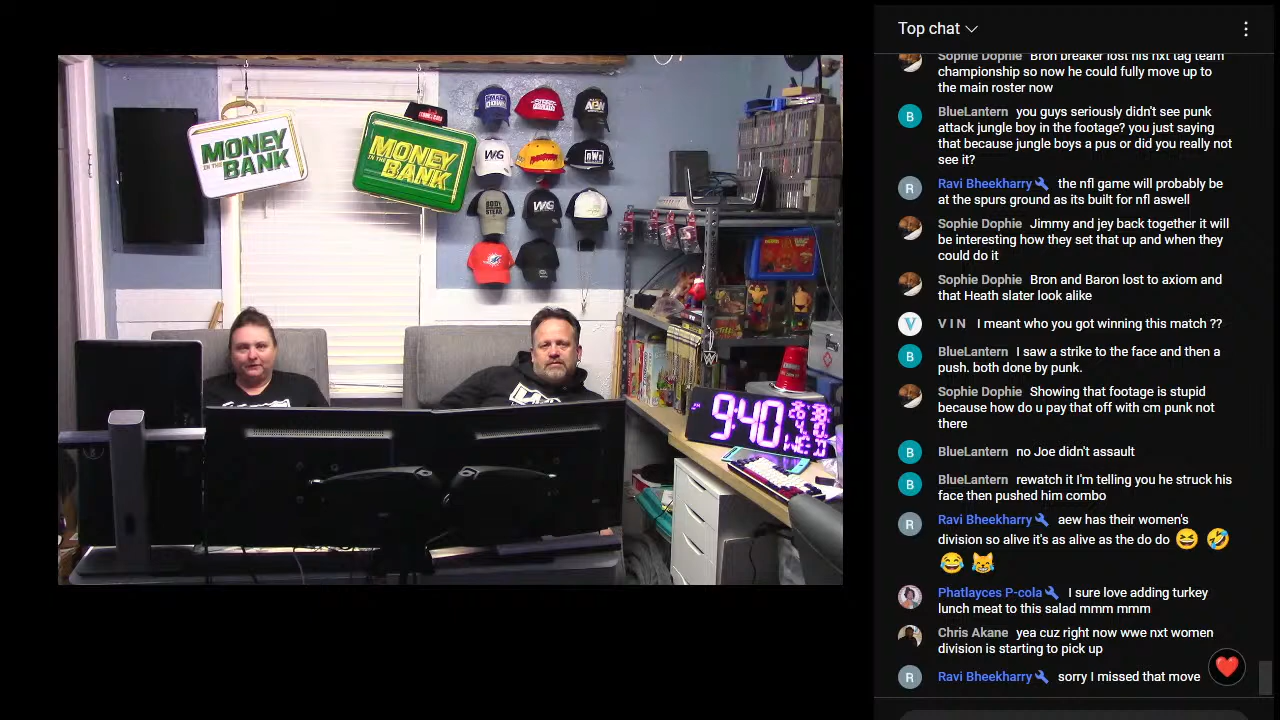 Top chat
Sophie Dophie Bron breaker lost his nxt tag team
championship so now he could fully move up to
the main roster now
B
BlueLantern you guys seriously didn't see punk
attack jungle boy in the footage? you just saying
that because jungle boys a pus or did you really not
see it?
R
Ravi Bheekharry the nfl game will probably be
at the spurs ground as its built for nfl aswell
Sophie Dophie Jimmy and jey back together it will
be interesting how they set that up and when they
could do it
Sophie Dophie Bron and Baron lost to axiom and
that Heath slater look alike
V
V I N I meant who you got winning this match ??
B
BlueLantern I saw a strike to the face and then a
push. both done by punk.
Sophie Dophie Showing that footage is stupid
because how do u pay that off with cm punk not
there
B
BlueLantern no Joe didn't assault
B
BlueLantern rewatch it I'm telling you he struck his
face then pushed him combo
R
Ravi Bheekharry aew has their women's
division so alive it's as alive as the do do 😆 🤣
😂 😹
Phatlayces P-cola I sure love adding turkey
lunch meat to this salad mmm mmm
Chris Akane yea cuz right now wwe nxt women
division is starting to pick up
R
Ravi Bheekharry sorry I missed that move
MONEY
IN THE BANK
MONEY
IN THE BANK
WG
nWo
WG
9:40
WED